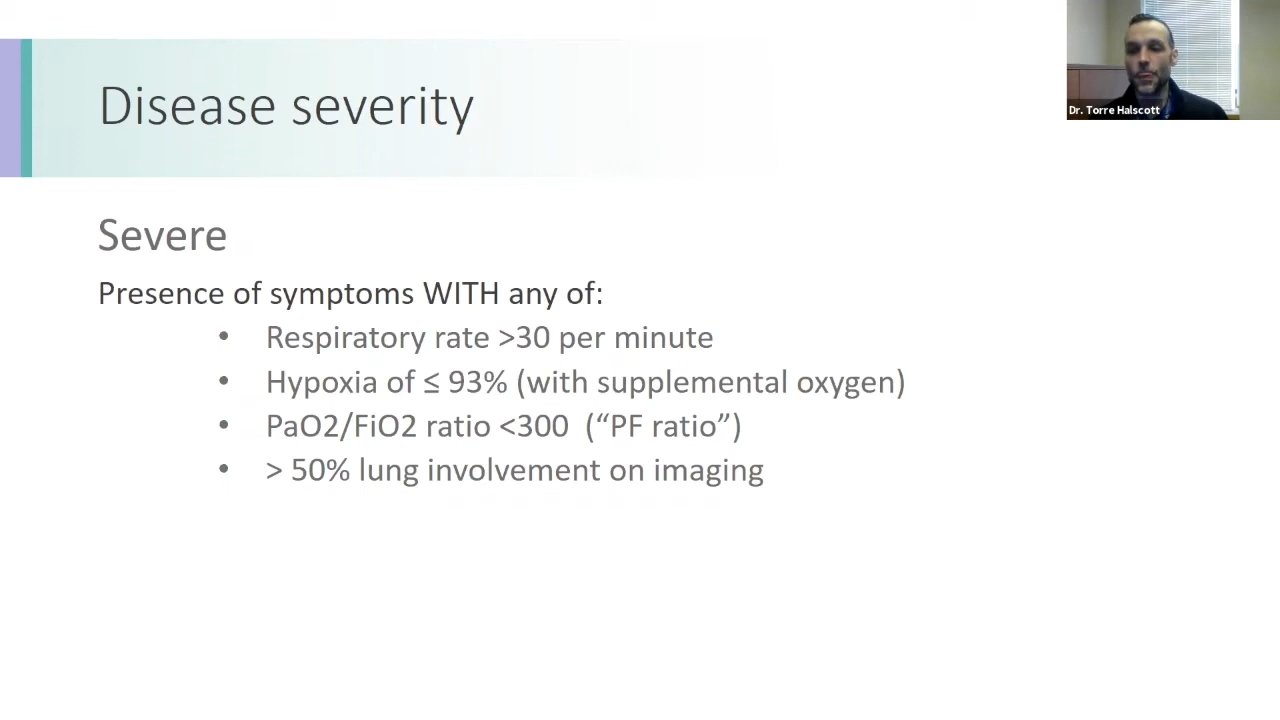 Disease severity
Dr. Torre Halscott
Severe
Presence of symptoms WITH any of:
• Respiratory rate >30 per minute
• Hypoxia of ≤ 93% (with supplemental oxygen)
• PaO2/FiO2 ratio <300 (“PF ratio”)
• > 50% lung involvement on imaging